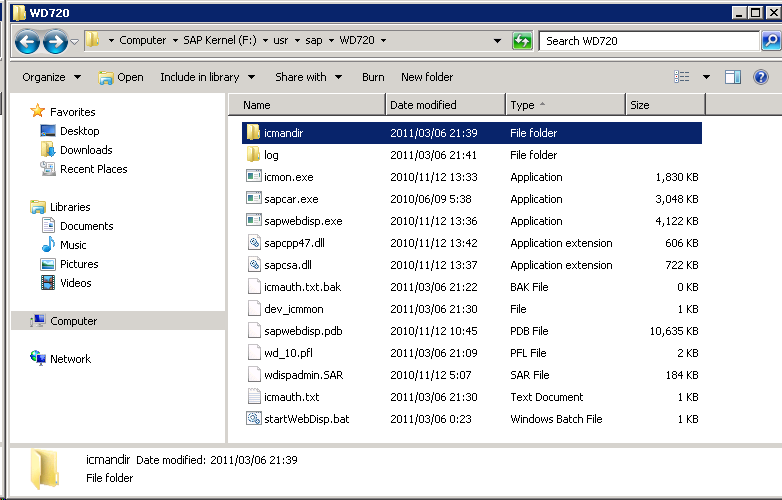 WD720
Computer SAP Kernel (F:) usr sap WD720
Search WD720
Organize Open Include in library Share with Burn New folder
Favorites
Desktop
Downloads
Recent Places
Libraries
Documents
Music
Pictures
Videos
Computer
Network
Name Date modified Type Size
icmandir 2011/03/06 21:39 File folder
log 2011/03/06 21:41 File folder
icmon.exe 2010/11/12 13:33 Application 1,830 KB
sapcar.exe 2010/06/09 5:38 Application 3,048 KB
sapwebdisp.exe 2010/11/12 13:36 Application 4,122 KB
sapcpp47.dll 2010/11/12 13:42 Application extension 606 KB
sapcsa.dll 2010/11/12 13:37 Application extension 722 KB
icmauth.txt.bak 2011/03/06 21:22 BAK File 0 KB
dev_icmmon 2011/03/06 21:30 File 1 KB
sapwebdisp.pdb 2010/11/12 10:45 PDB File 10,635 KB
wd_10.pfl 2011/03/06 21:09 PFL File 2 KB
wdispadmin.SAR 2010/11/12 5:07 SAR File 184 KB
icmauth.txt 2011/03/06 21:30 Text Document 1 KB
startWebDisp.bat 2011/03/06 0:23 Windows Batch File 1 KB
icmandir Date modified: 2011/03/06 21:39
File folder